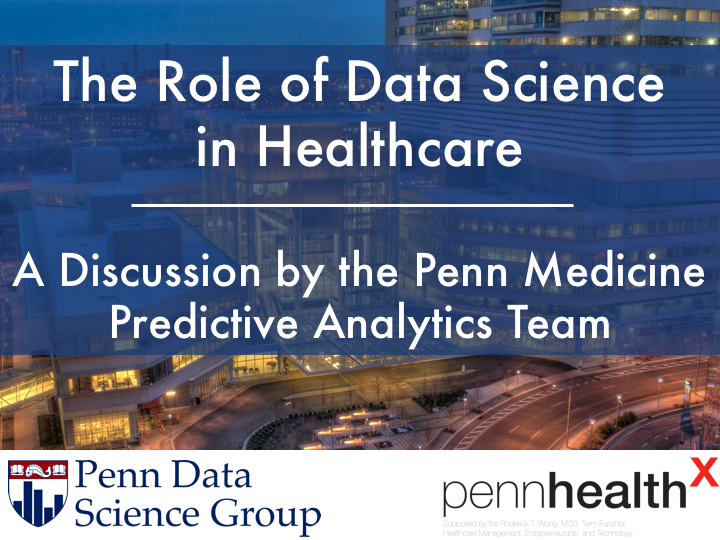 The Role of Data Science
in Healthcare
A Discussion by the Penn Medicine
Predictive Analytics Team
Penn Data
Science Group
pennhealthX
Supported by the Roderick T. Wong, M'03, Term Fund for
Healthcare Management, Entrepreneurship, and Technology